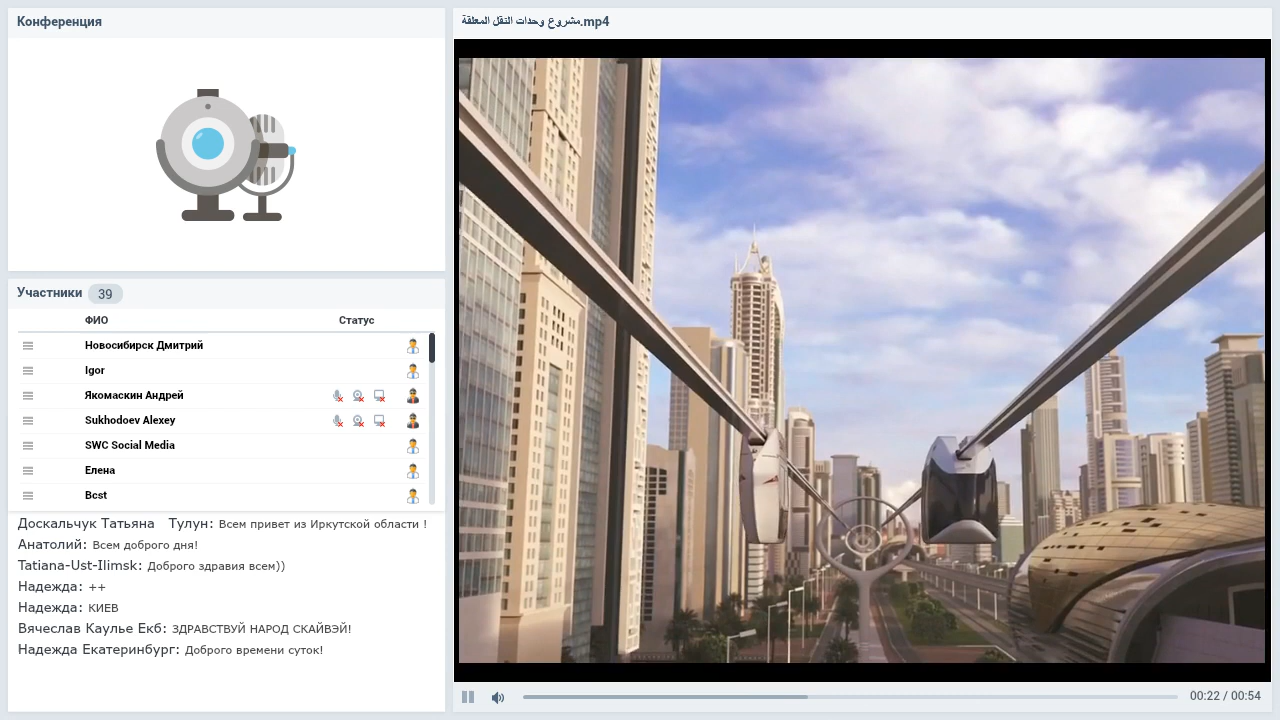 Конференция
Участники 39
ФИО Статус
Новосибирск Дмитрий
Igor
Якомаскин Андрей
Sukhodoev Alexey
SWC Social Media
Елена
Bcst
Доскальчук Татьяна Тулун: Всем привет из Иркутской области !
Анатолий: Всем доброго дня!
Tatiana-Ust-Ilimsk: Доброго здравия всем))
Надежда: ++
Надежда: КИЕВ
Вячеслав Каулье Екб: ЗДРАВСТВУЙ НАРОД СКАЙВЭЙ!
Надежда Екатеринбург: Доброго времени суток!
مشروع وحدات النقل المعلقة.mp4
00:22 / 00:54